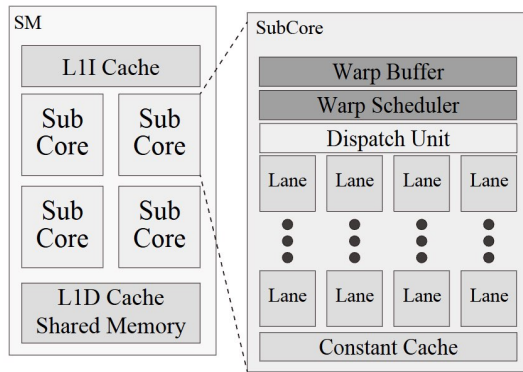 SM
L1I Cache
Sub
Core
Sub
Core
Sub
Core
Sub
Core
L1D Cache
Shared Memory
SubCore
Warp Buffer
Warp Scheduler
Dispatch Unit
Lane Lane Lane Lane
Lane Lane Lane Lane
Constant Cache